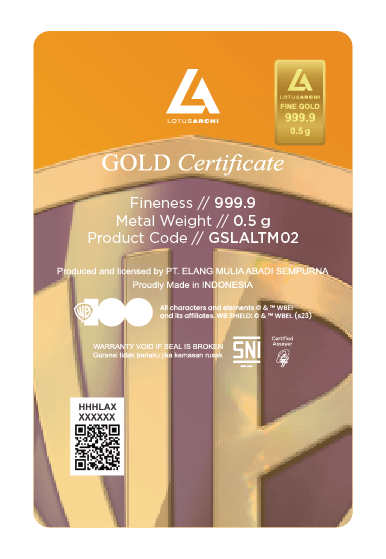 LOTUSARCHI
LOTUSARCHI
FINE GOLD
999.9
0.5 g
GOLD Certificate
Fineness // 999.9
Metal Weight // 0.5 g
Product Code // GSLALTM02
Produced and licensed by PT. ELANG MULIA ABADI SEMPURNA
Proudly Made in INDONESIA
WB
100
All characters and elements © & ™ WBEI
and its affiliates. WB SHIELD: © & ™ WBEI. (s23)
WARRANTY VOID IF SEAL IS BROKEN
Garansi tidak berlaku jika kemasan rusak
SNI
Certified
Assayer
HHHLAX
XXXXXX